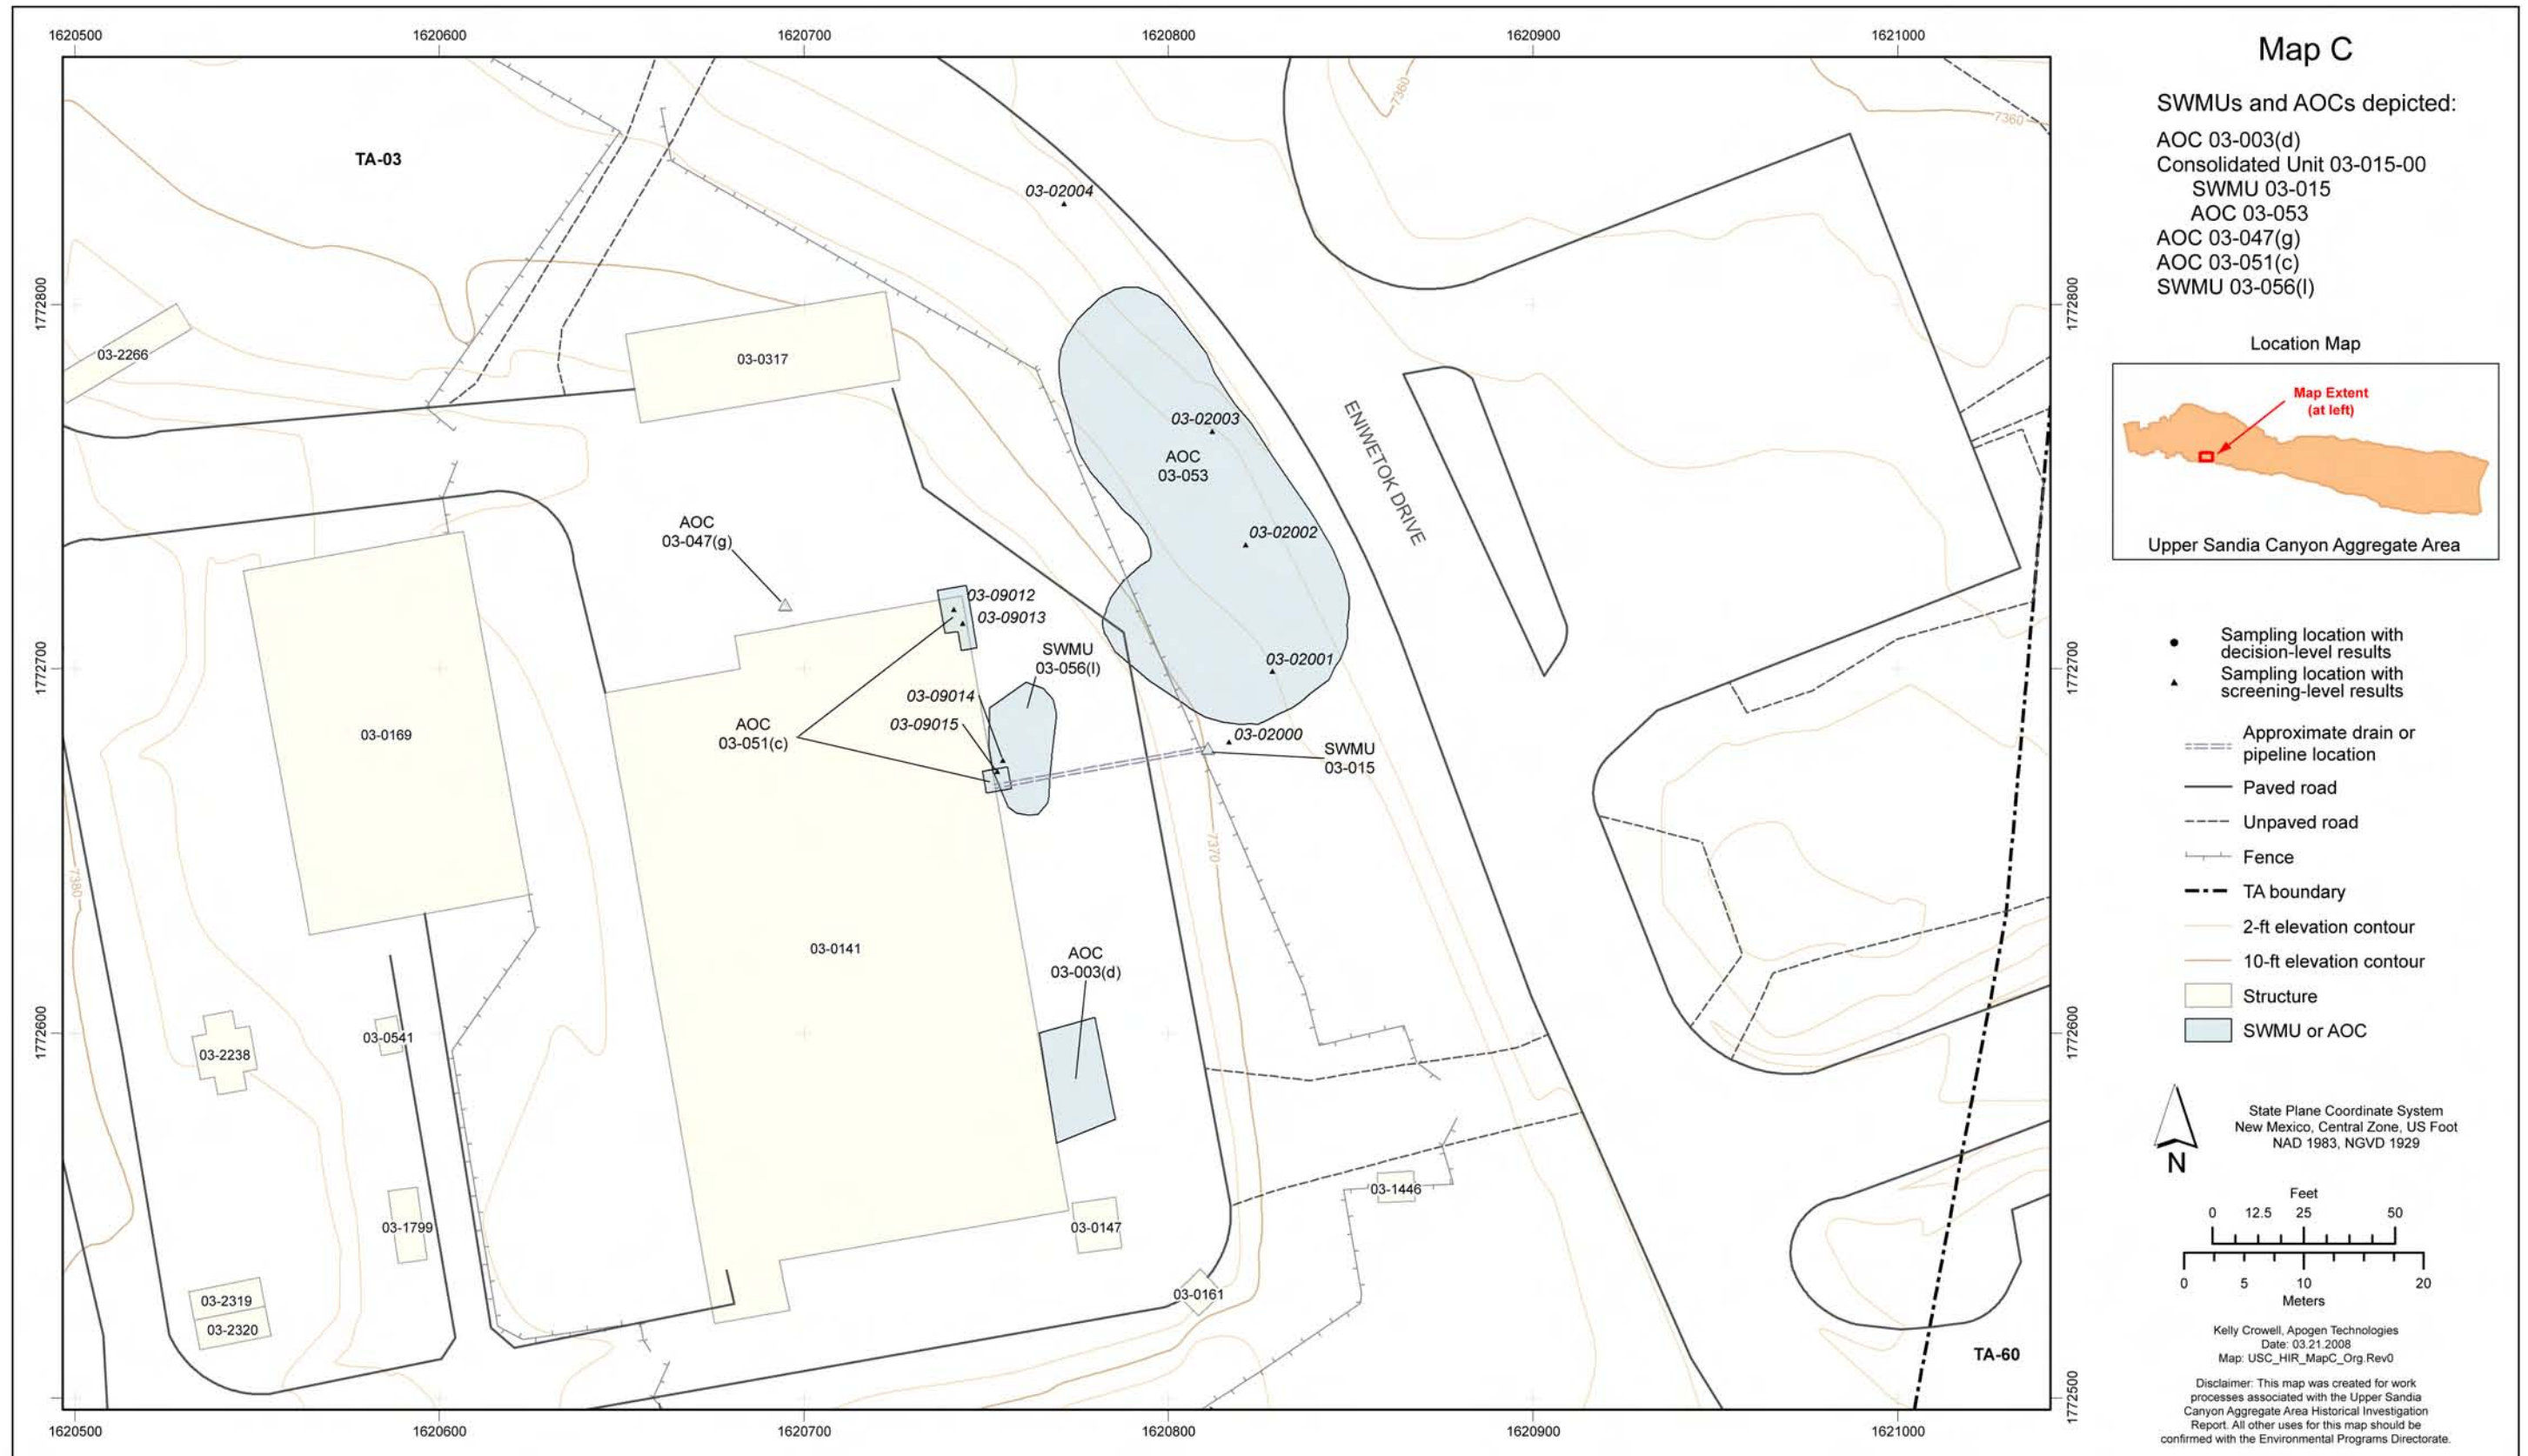 1620500
1620600
1620700
1620800
1620900
1621000
Map C
SWMUs and AOCs depicted:
AOC 03-003(d)
Consolidated Unit 03-015-00
SWMU 03-015
AOC 03-053
AOC 03-047(g)
AOC 03-051(c)
SWMU 03-056(l)
Location Map
Map Extent
(at left)
Upper Sandia Canyon Aggregate Area
Sampling location with
decision-level results
Sampling location with
screening-level results
Approximate drain or
pipeline location
Paved road
Unpaved road
Fence
TA boundary
2-ft elevation contour
10-ft elevation contour
Structure
SWMU or AOC
N
State Plane Coordinate System
New Mexico, Central Zone, US Foot
NAD 1983, NGVD 1929
Feet
0 12.5 25 50
0 5 10 20
Meters
Kelly Crowell, Apogen Technologies
Date: 03.21.2008
Map: USC_HIR_MapC_Org.Rev0
Disclaimer: This map was created for work
processes associated with the Upper Sandia
Canyon Aggregate Area Historical Investigation
Report. All other uses for this map should be
confirmed with the Environmental Programs Directorate.
7360
7360
TA-03
03-02004
1772800
1772800
03-2266
03-0317
03-02003
AOC
03-053
ENIWETOK DRIVE
AOC
03-047(g)
03-02002
03-09012
03-09013
SWMU
03-056(l)
03-02001
1772700
1772700
03-09014
03-09015
AOC
03-051(c)
03-0169
03-02000
SWMU
03-015
7370
7380
03-0141
AOC
03-003(d)
1772600
1772600
03-0541
03-2238
03-1446
03-1799
03-0147
03-0161
03-2319
03-2320
TA-60
1772500
1772500
1620500
1620600
1620700
1620800
1620900
1621000